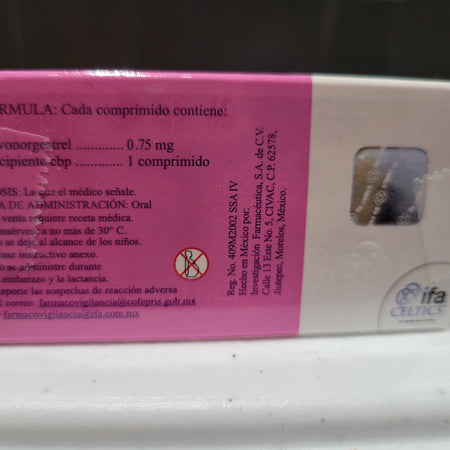 RMULA: Cada comprimido contiene:
vonorgestrel ............. 0.75 mg
cipiente cbp ............ 1 comprimido
OSIS: La que el médico señale.
A DE ADMINISTRACIÓN: Oral
venta requiere receta médica.
onsérvese a no más de 30° C.
o se deje al alcance de los niños.
ease instructivo anexo.
o se administre durante
embarazo y la lactancia.
eporte las sospechas de reacción adversa
l correo: farmacovigilancia@cofepris.gob.mx
farmacovigilancia@ifa.com.mx
Reg. No. 409M2002 SSA IV
Hecho en México por:
Investigación Farmacéutica, S.A. de C.V.
Calle 13 Este No. 5, CIVAC, C.P. 62578,
Jiutepec, Morelos, México.
ifa
CELTICS